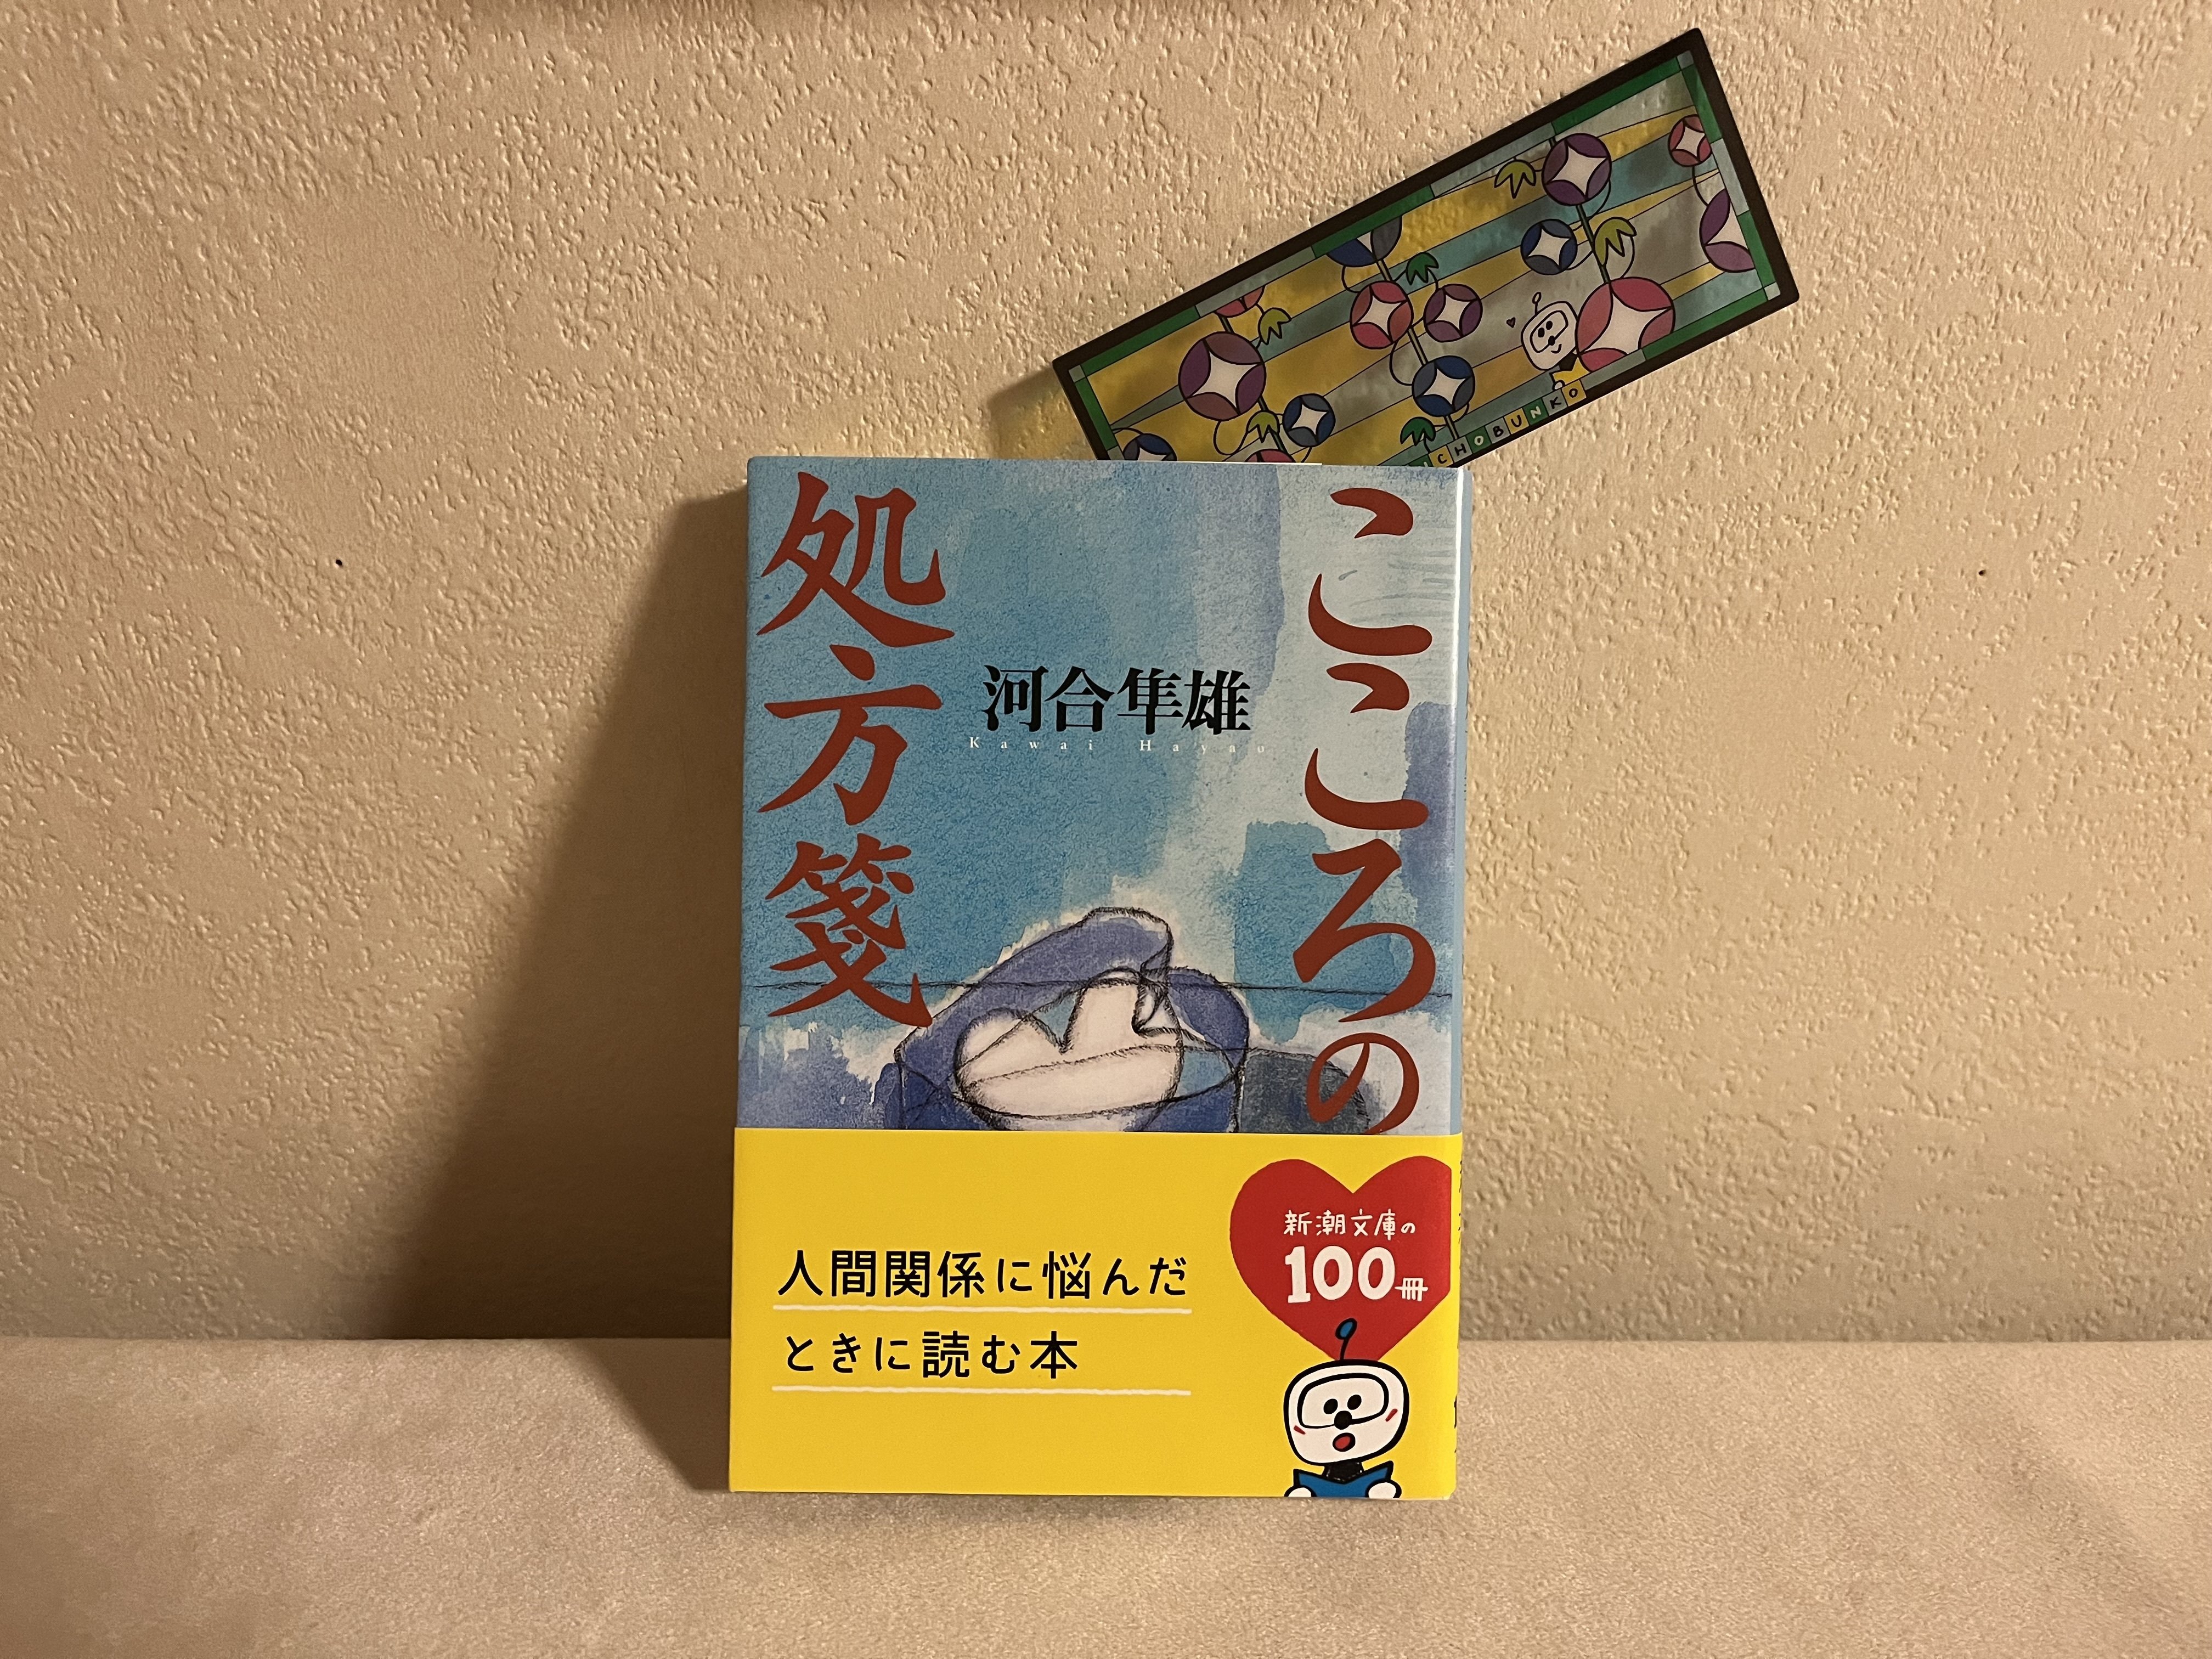 ICHOBUNKO
こころの
処方箋
河合隼雄
Kawai Hayao
人間関係に悩んだ
ときに読む本
新潮文庫の
100冊